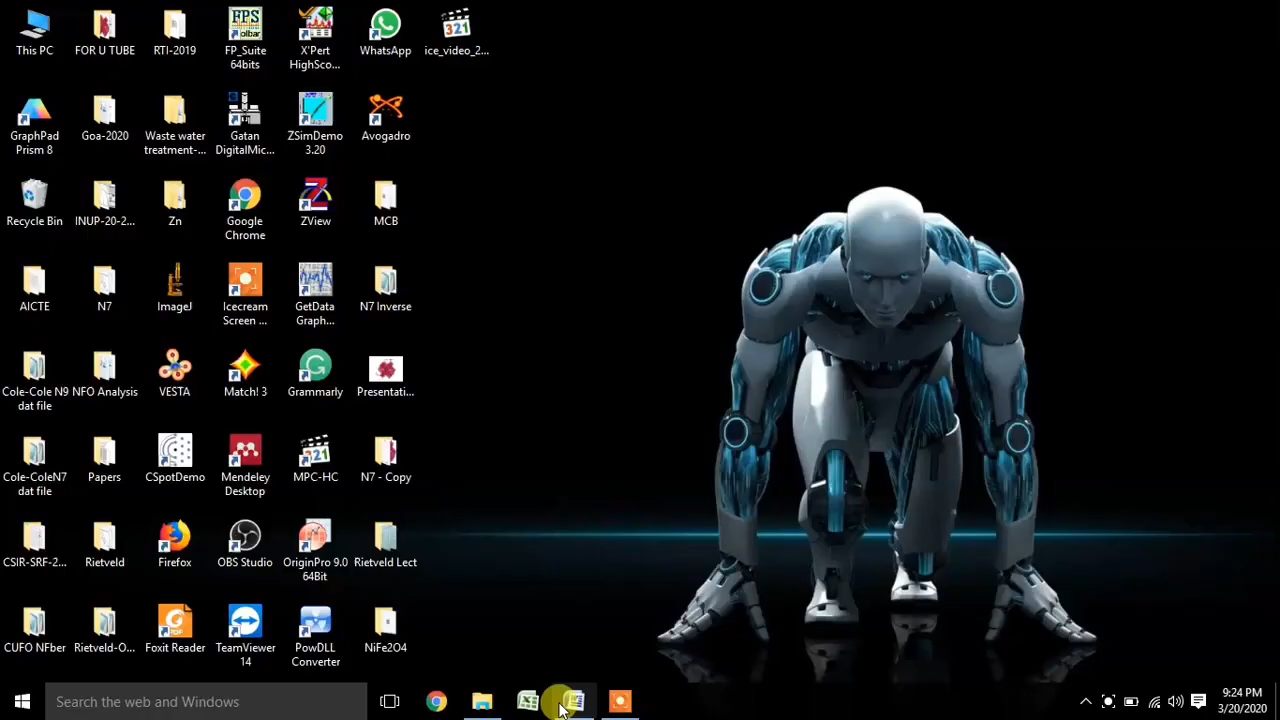 This PC
FOR U TUBE
RTI-2019
FPS
olbar
FP_Suite
64bits
X'Pert
HighSco...
WhatsApp
321
ice_video_2...
GraphPad
Prism 8
Goa-2020
Waste water
treatment-...
Gatan
DigitalMic...
ZSimDemo
3.20
Avogadro
Recycle Bin
INUP-20-2...
Zn
Google
Chrome
Z
ZView
MCB
AICTE
N7
ImageJ
Icecream
Screen ...
GetData
Graph...
N7 Inverse
Cole-Cole N9
dat file
NFO Analysis
VESTA
Match! 3
Grammarly
Presentati...
Cole-ColeN7
dat file
Papers
CSpotDemo
Mendeley
Desktop
321
MPC-HC
N7 - Copy
CSIR-SRF-2...
Rietveld
Firefox
OBS Studio
OriginPro 9.0
64Bit
Rietveld Lect
CUFO NFber
Rietveld-O...
PDF
Foxit Reader
TeamViewer
14
PowDLL
Converter
NiFe2O4
Search the web and Windows
9:24 PM
3/20/2020